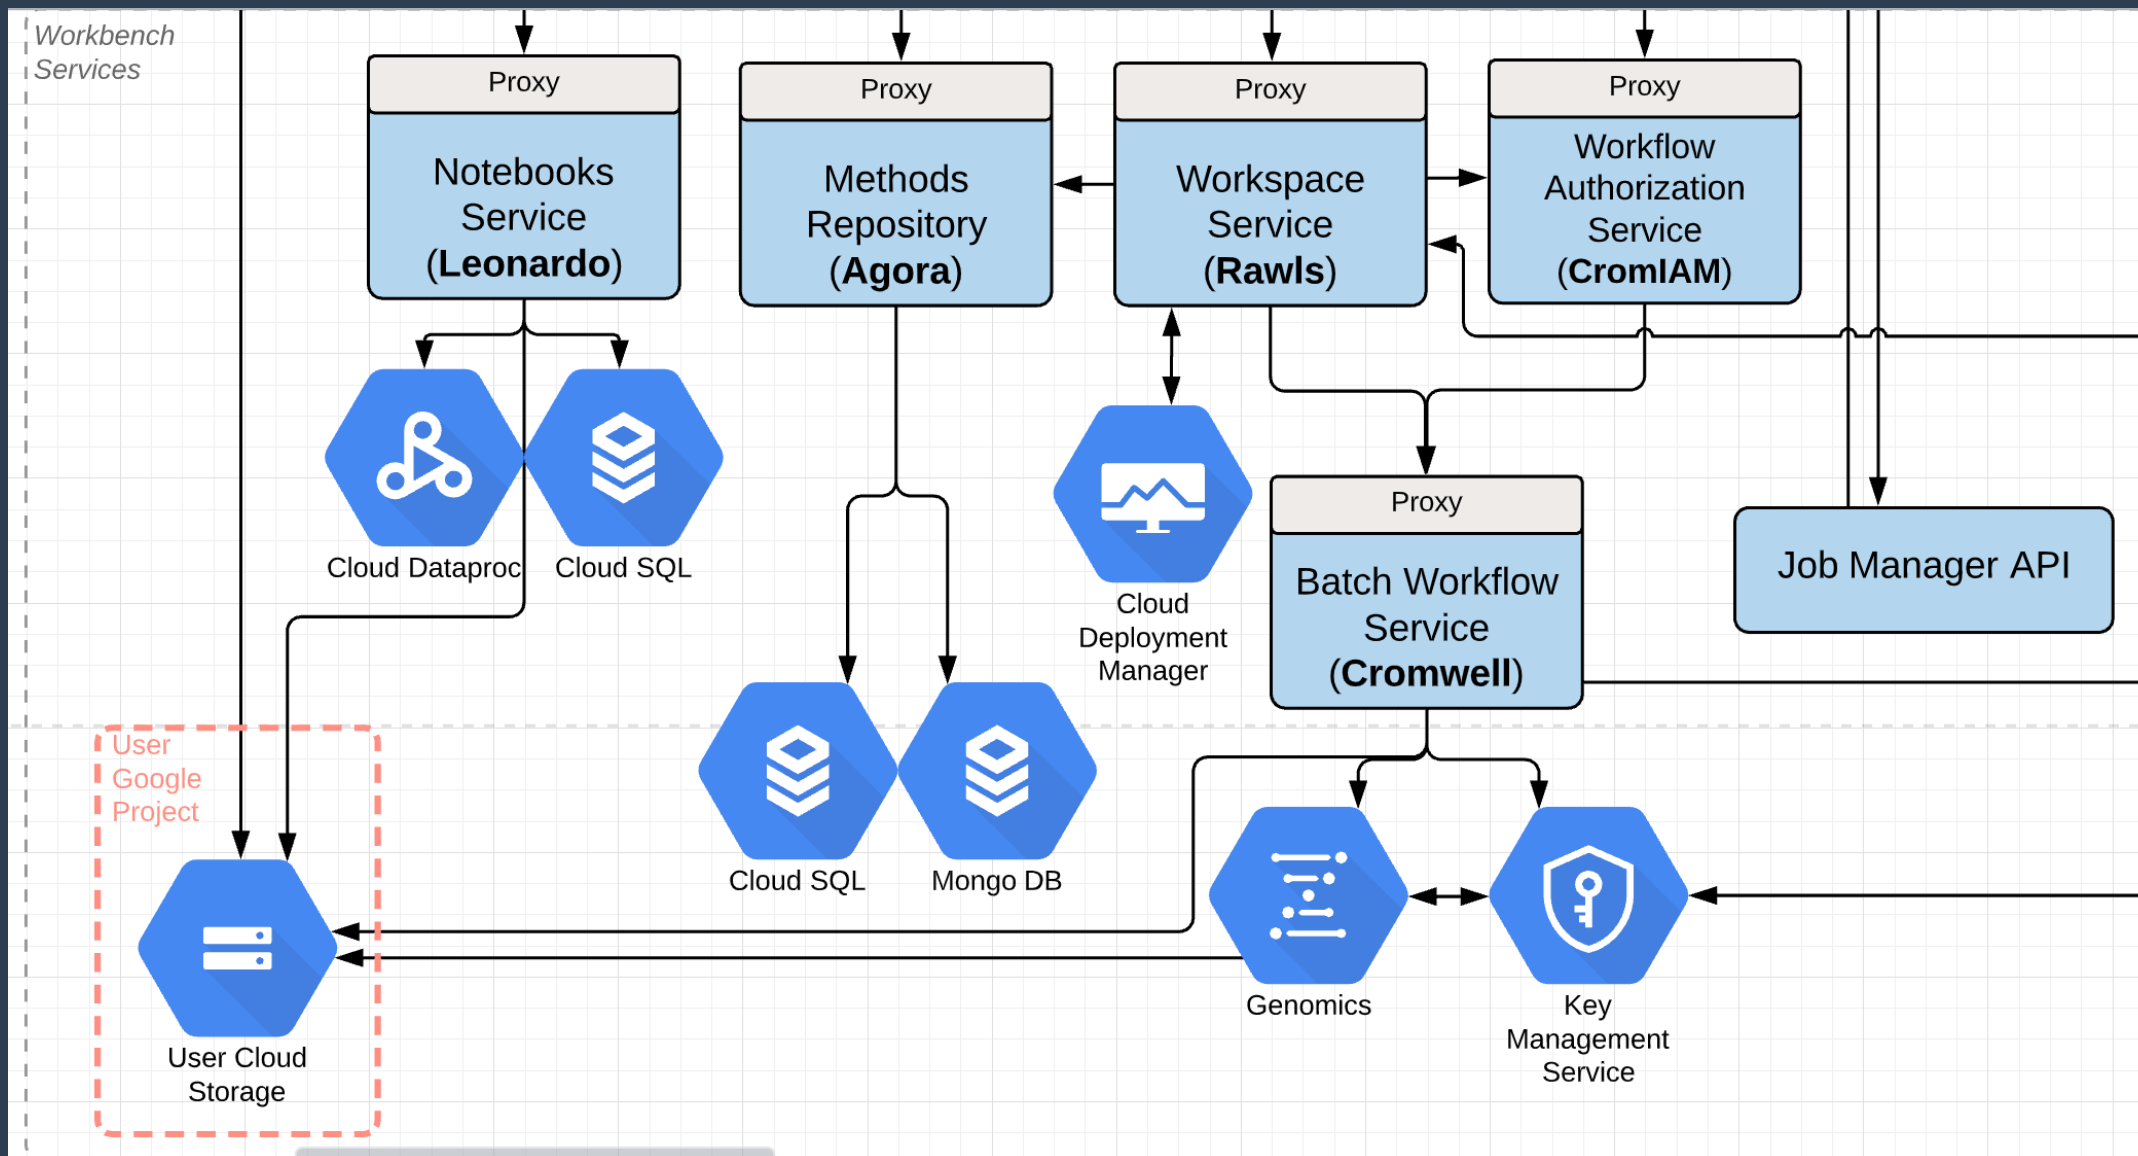 Workbench
Services
Proxy
Notebooks
Service
(Leonardo)
Proxy
Methods
Repository
(Agora)
Proxy
Workspace
Service
(Rawls)
Proxy
Workflow
Authorization
Service
(CromIAM)
Cloud Dataproc
Cloud SQL
Cloud
Deployment
Manager
Proxy
Batch Workflow
Service
(Cromwell)
Job Manager API
User
Google
Project
Cloud SQL
Mongo DB
Genomics
Key
Management
Service
User Cloud
Storage